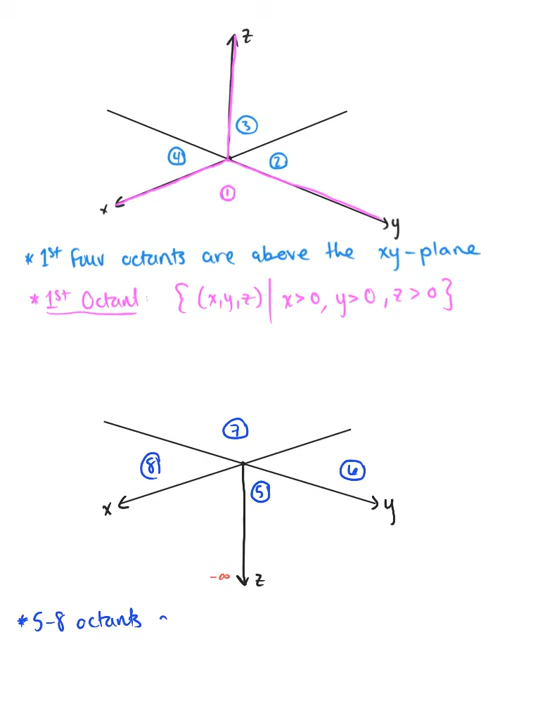 z
③
④ ②
①
x
y
* 1st four octants are above the xy-plane
* 1st Octant: { (x,y,z) | x>0, y>0, z>0 }
⑦
⑧ ⑥
⑤
x y
-∞ z
* 5-8 octants